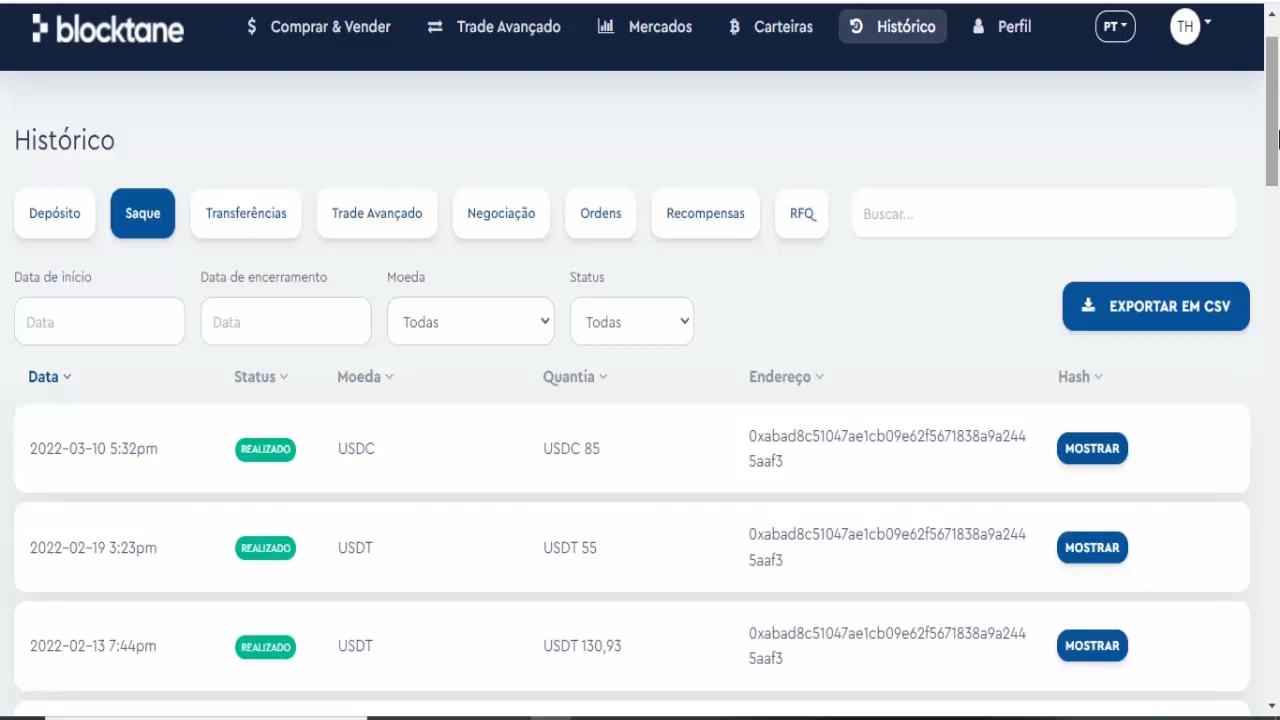 blocktane $ Comprar & Vender Trade Avançado Mercados Carteiras Histórico Perfil PT TH
Histórico
Depósito Saque Transferências Trade Avançado Negociação Ordens Recompensas RFQ Buscar...
Data de início Data de encerramento Moeda Status
Data Data Todas Todas EXPORTAR EM CSV
Data Status Moeda Quantia Endereço Hash
2022-03-10 5:32pm REALIZADO USDC USDC 85 0xabad8c51047ae1cb09e62f5671838a9a244 MOSTRAR
5aaf3
2022-02-19 3:23pm REALIZADO USDT USDT 55 0xabad8c51047ae1cb09e62f5671838a9a244 MOSTRAR
5aaf3
2022-02-13 7:44pm REALIZADO USDT USDT 130,93 0xabad8c51047ae1cb09e62f5671838a9a244 MOSTRAR
5aaf3